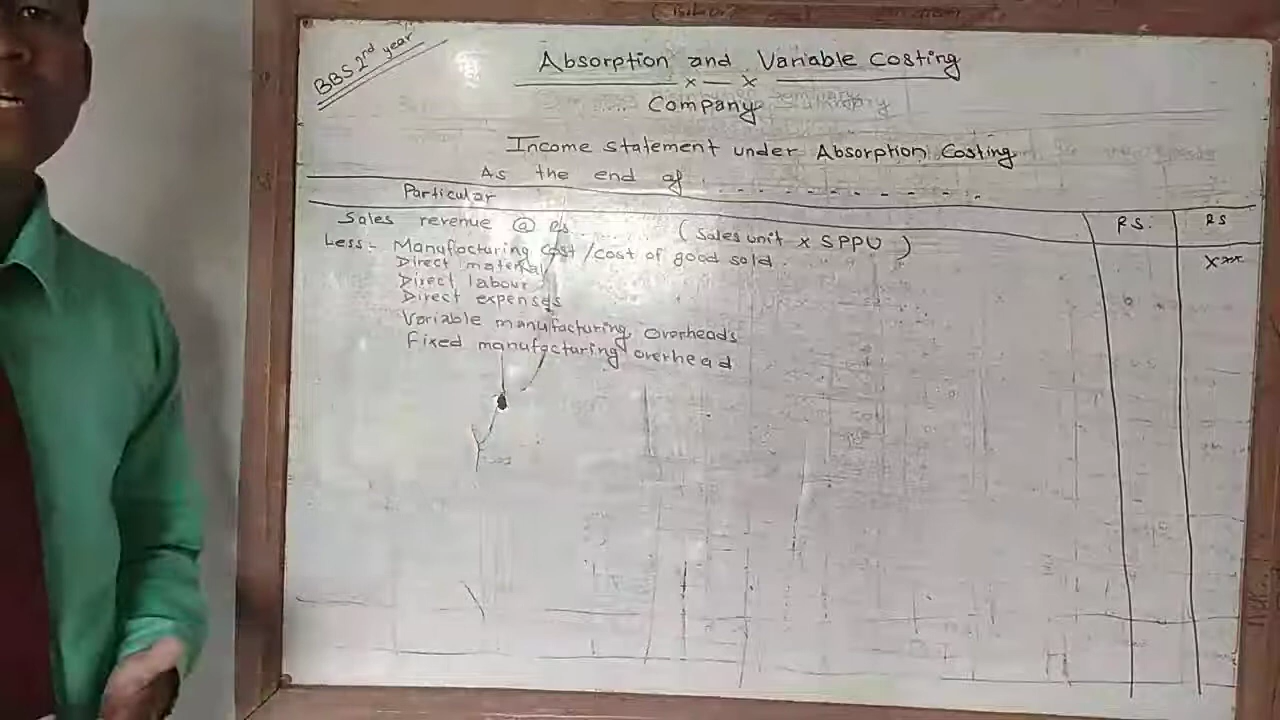 BBS 2nd year
Absorption and Variable Costing
x — x
Company
Income statement under Absorption Costing
As the end of ..........
Particular
RS. RS
Sales revenue @ Rs ....... (Sales unit x SPPU)
xxx
Less:- Manufacturing cost/cost of good sold.
Direct material
Direct labour
Direct expenses
Variable manufacturing overheads
Fixed manufacturing overhead